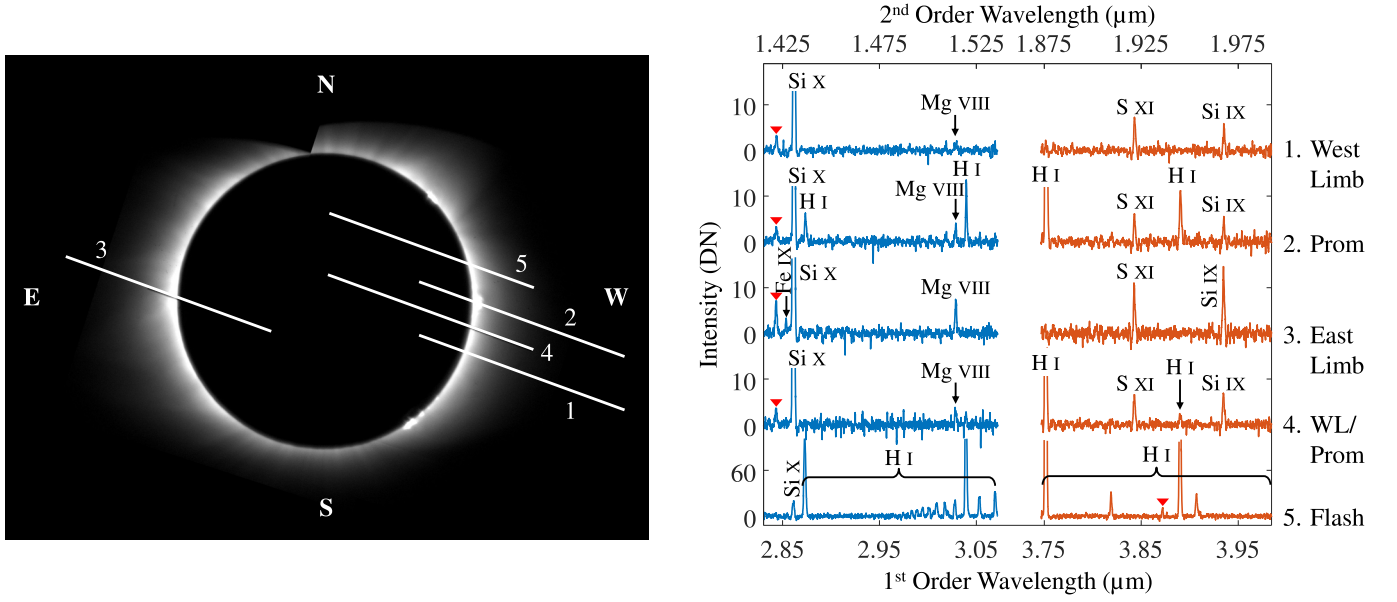 N
3
5
E
W
2
4
1
S
2nd Order Wavelength (µm)
1.425 1.475 1.525 1.875 1.925 1.975
Si X
10
Mg VIII
S XI
Si IX
0
1. West
Limb
Si X
H I
H I
H I
10
H I
Mg VIII
S XI
Si IX
0
2. Prom
Fe IX
Si X
S XI
Si IX
10
Mg VIII
0
3. East
Limb
Si X
H I
H I
10
Mg VIII
S XI
Si IX
0
4. WL/
Prom
Si X
H I
H I
60
0
5. Flash
Intensity (DN)
2.85 2.95 3.05 3.75 3.85 3.95
1st Order Wavelength (µm)